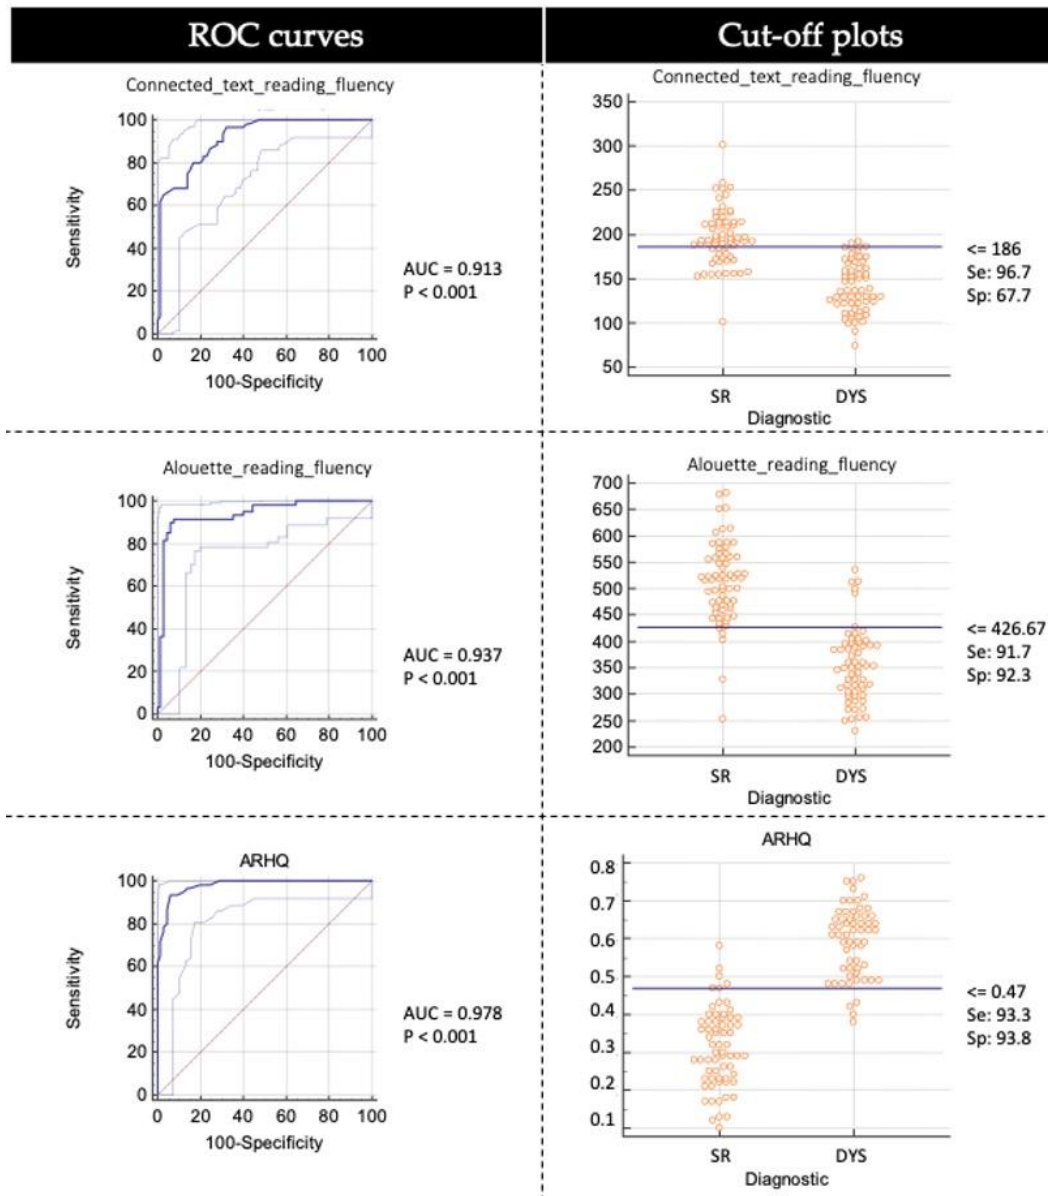 ROC curves
Cut-off plots
Connected_text_reading_fluency
100
80
60
40
20
0
Sensitivity
0 20 40 60 80 100
100-Specificity
AUC = 0.913
P < 0.001
Connected_text_reading_fluency
350
300
250
200
150
100
50
SR DYS
Diagnostic
<= 186
Se: 96.7
Sp: 67.7
Alouette_reading_fluency
100
80
60
40
20
0
Sensitivity
0 20 40 60 80 100
100-Specificity
AUC = 0.937
P < 0.001
Alouette_reading_fluency
700
650
600
550
500
450
400
350
300
250
200
SR DYS
Diagnostic
<= 426.67
Se: 91.7
Sp: 92.3
ARHQ
100
80
60
40
20
0
Sensitivity
0 20 40 60 80 100
100-Specificity
AUC = 0.978
P < 0.001
ARHQ
0.8
0.7
0.6
0.5
0.4
0.3
0.2
0.1
SR DYS
Diagnostic
<= 0.47
Se: 93.3
Sp: 93.8